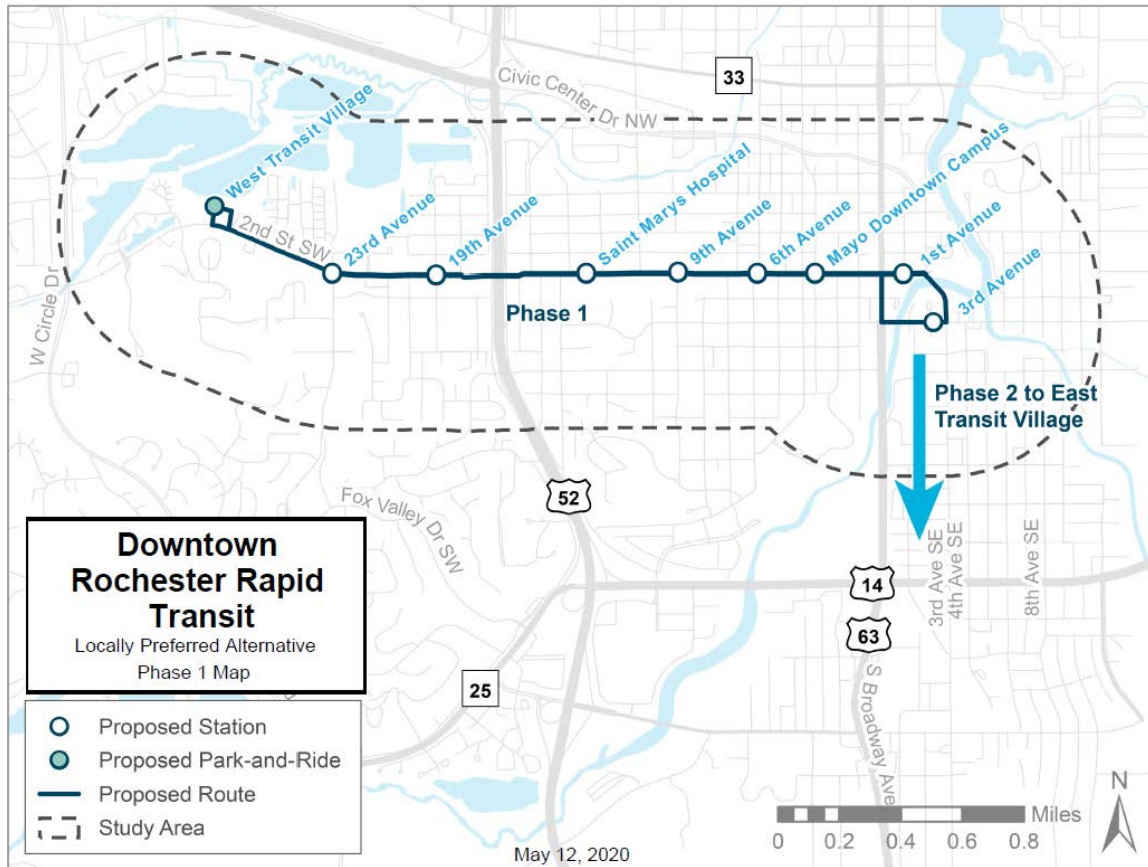 33
Civic Center Dr NW
West Transit Village
2nd St SW
23rd Avenue
19th Avenue
Saint Marys Hospital
9th Avenue
6th Avenue
Mayo Downtown Campus
1st Avenue
3rd Avenue
W Circle Dr
Phase 1
Phase 2 to East
Transit Village
52
Fox Valley Dr SW
14
63
3rd Ave SE
4th Ave SE
8th Ave SE
25
S Broadway Ave
Downtown
Rochester Rapid
Transit
Locally Preferred Alternative
Phase 1 Map
Proposed Station
Proposed Park-and-Ride
Proposed Route
Study Area
N
Miles
0 0.2 0.4 0.6 0.8
May 12, 2020